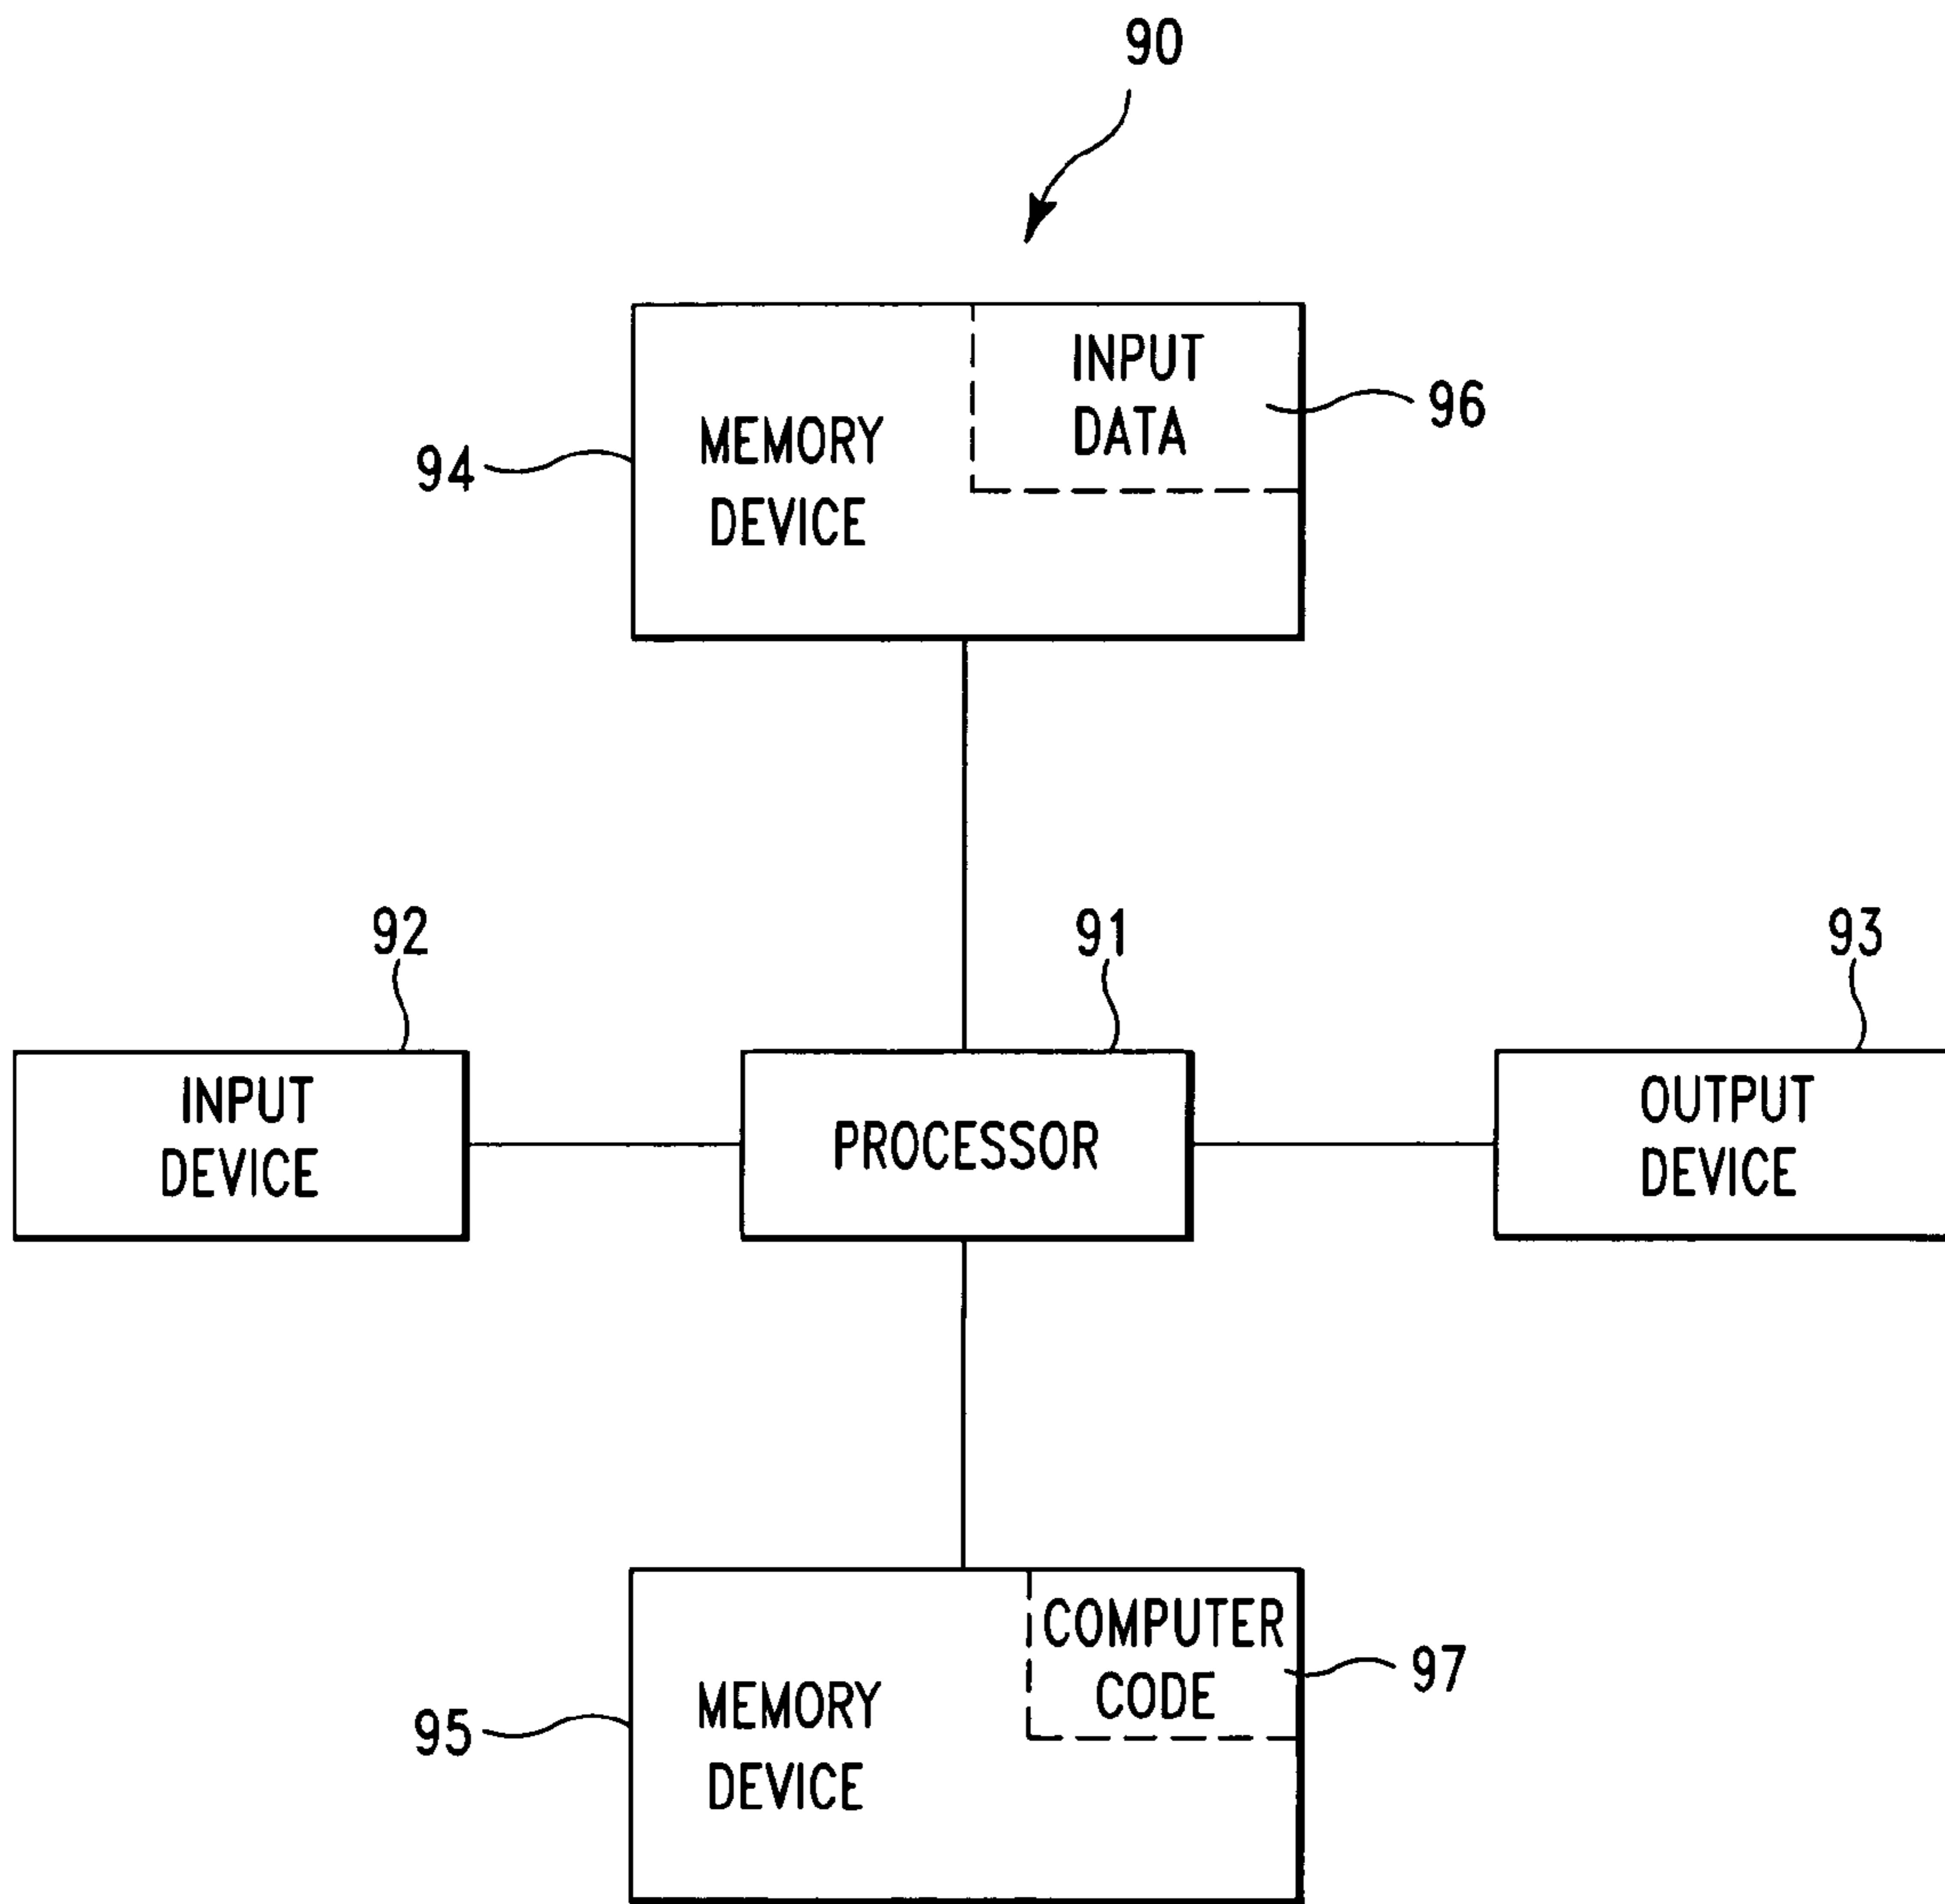 90
INPUT
DATA
96
94
MEMORY
DEVICE
92
91
93
INPUT
DEVICE
PROCESSOR
OUTPUT
DEVICE
COMPUTER
CODE
97
95
MEMORY
DEVICE